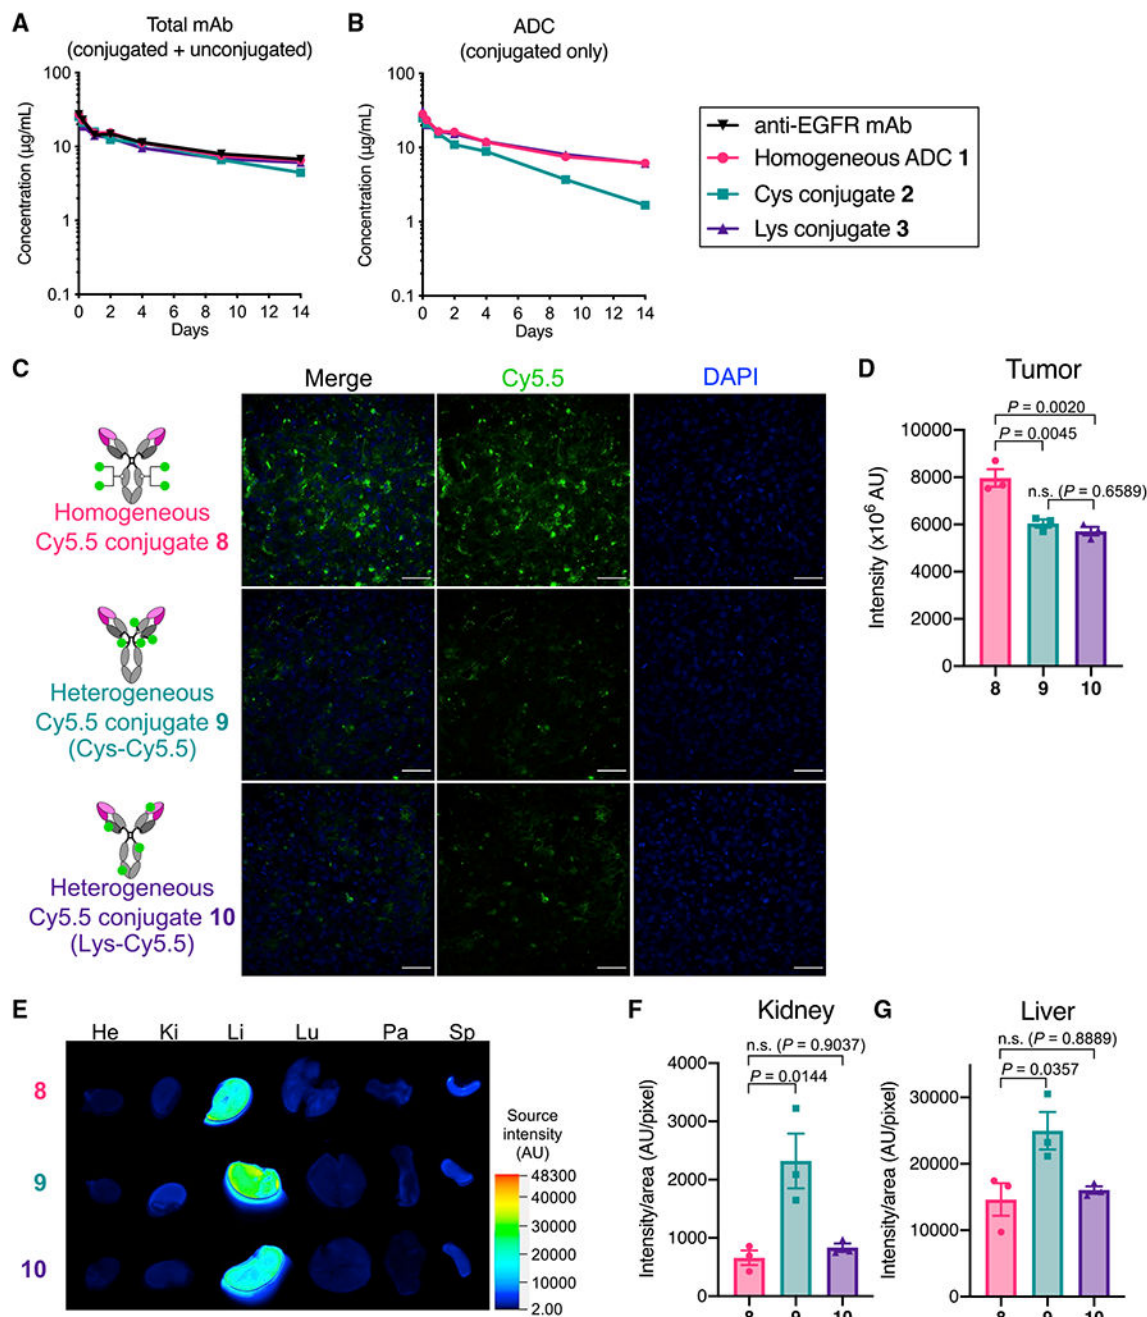 A
Total mAb
(conjugated + unconjugated)
Concentration (µg/mL)
100
10
1
0.1
0 2 4 6 8 10 12 14
Days
B
ADC
(conjugated only)
Concentration (µg/mL)
100
10
1
0.1
0 2 4 6 8 10 12 14
Days
anti-EGFR mAb
Homogeneous ADC 1
Cys conjugate 2
Lys conjugate 3
C
Merge Cy5.5 DAPI
Homogeneous
Cy5.5 conjugate 8
Heterogeneous
Cy5.5 conjugate 9
(Cys-Cy5.5)
Heterogeneous
Cy5.5 conjugate 10
(Lys-Cy5.5)
D
Tumor
P = 0.0020
P = 0.0045
n.s. (P = 0.6589)
Intensity (x10⁶ AU)
10000
8000
6000
4000
2000
0
8 9 10
E
He Ki Li Lu Pa Sp
8
9
10
Source
intensity
(AU)
48300
40000
30000
20000
10000
2.00
F
Kidney
n.s. (P = 0.9037)
P = 0.0144
Intensity/area (AU/pixel)
4000
3000
2000
1000
0
8 9 10
G
Liver
n.s. (P = 0.8889)
P = 0.0357
Intensity/area (AU/pixel)
30000
20000
10000
0
8 9 10